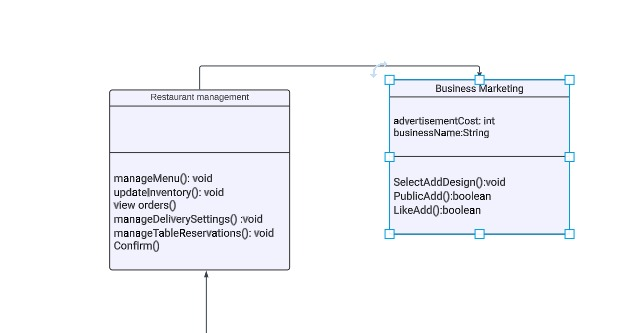 Restaurant management
manageMenu(): void
updateInventory(): void
view orders()
manageDeliverySettings() :void
manageTableReservations(): void
Confirm()
Business Marketing
advertisementCost: int
businessName:String
SelectAddDesign():void
PublicAdd():boolean
LikeAdd():boolean